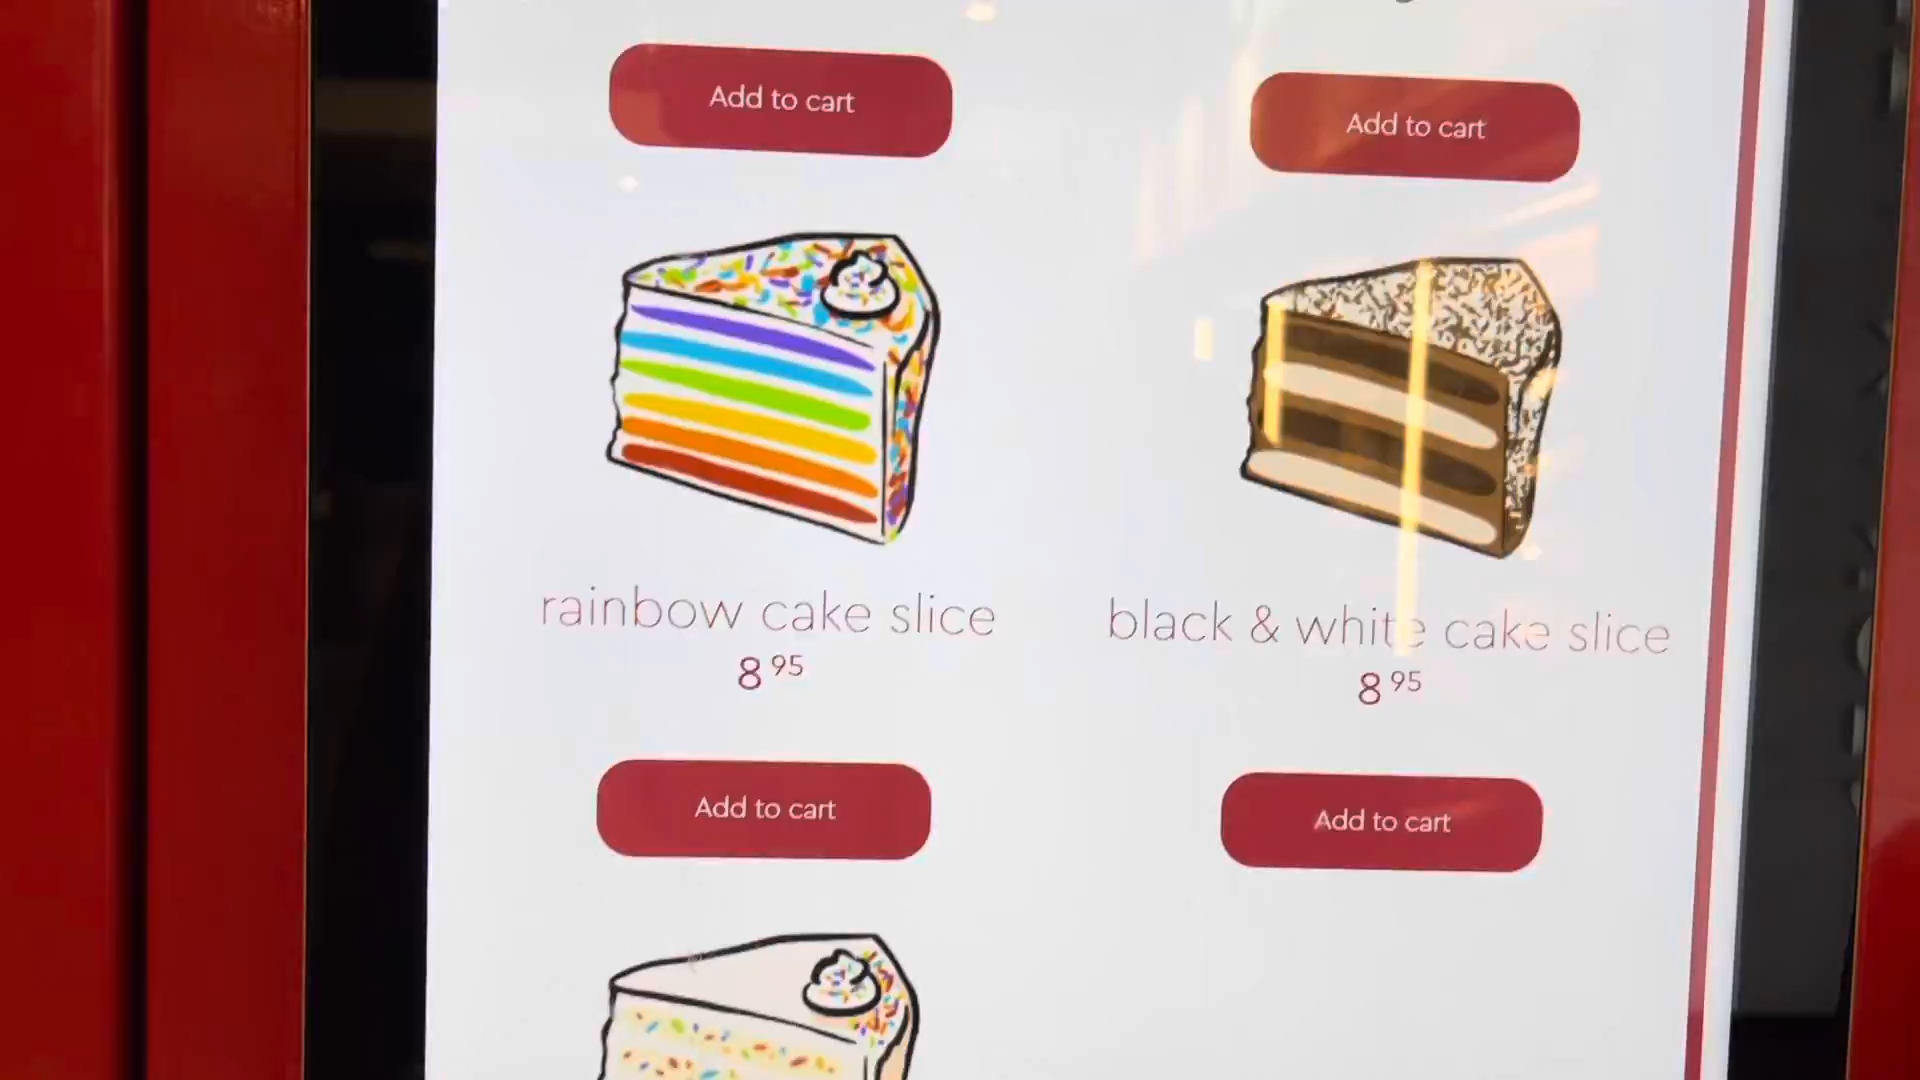 Add to cart
Add to cart
rainbow cake slice
8 95
black & white cake slice
8 95
Add to cart
Add to cart